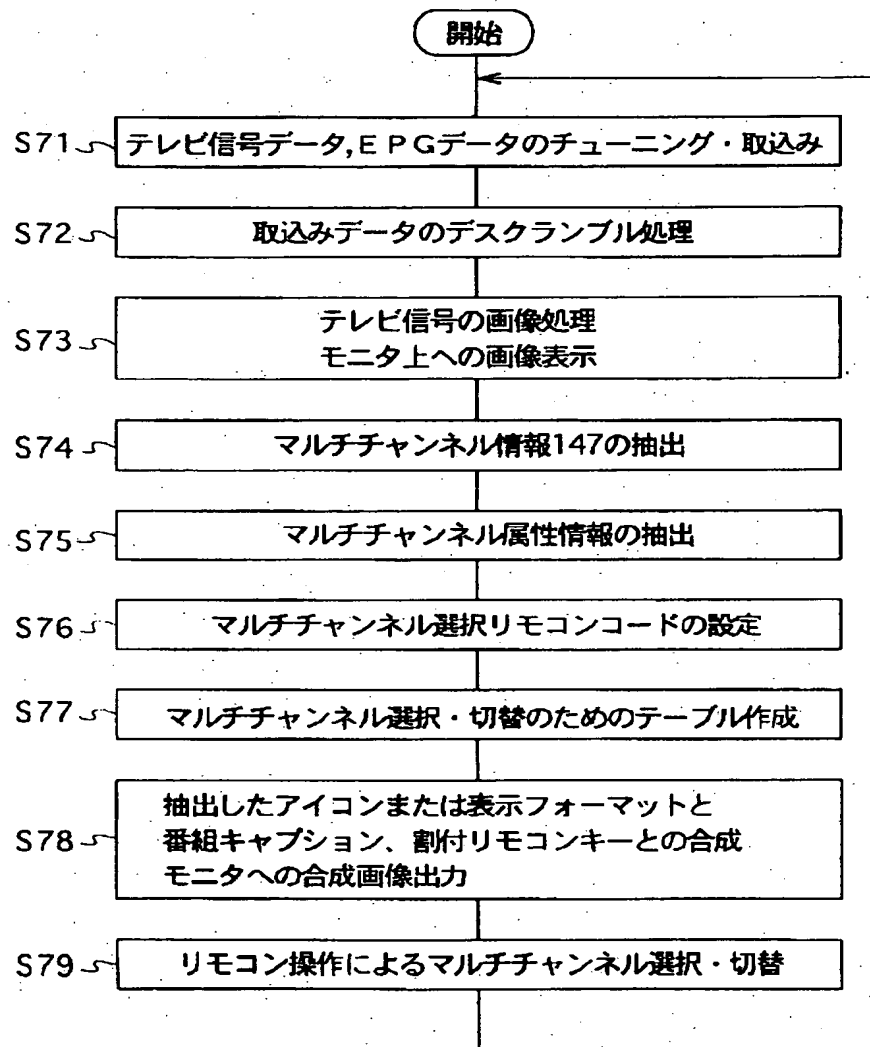 開始
S71 テレビ信号データ,EPGデータのチューニング・取込み
S72 取込みデータのデスクランブル処理
S73 テレビ信号の画像処理
モニタ上への画像表示
S74 マルチチャンネル情報147の抽出
S75 マルチチャンネル属性情報の抽出
S76 マルチチャンネル選択リモコンコードの設定
S77 マルチチャンネル選択・切替のためのテーブル作成
抽出したアイコンまたは表示フォーマットと
S78 番組キャプション、割付リモコンキーとの合成
モニタへの合成画像出力
S79 リモコン操作によるマルチチャンネル選択・切替